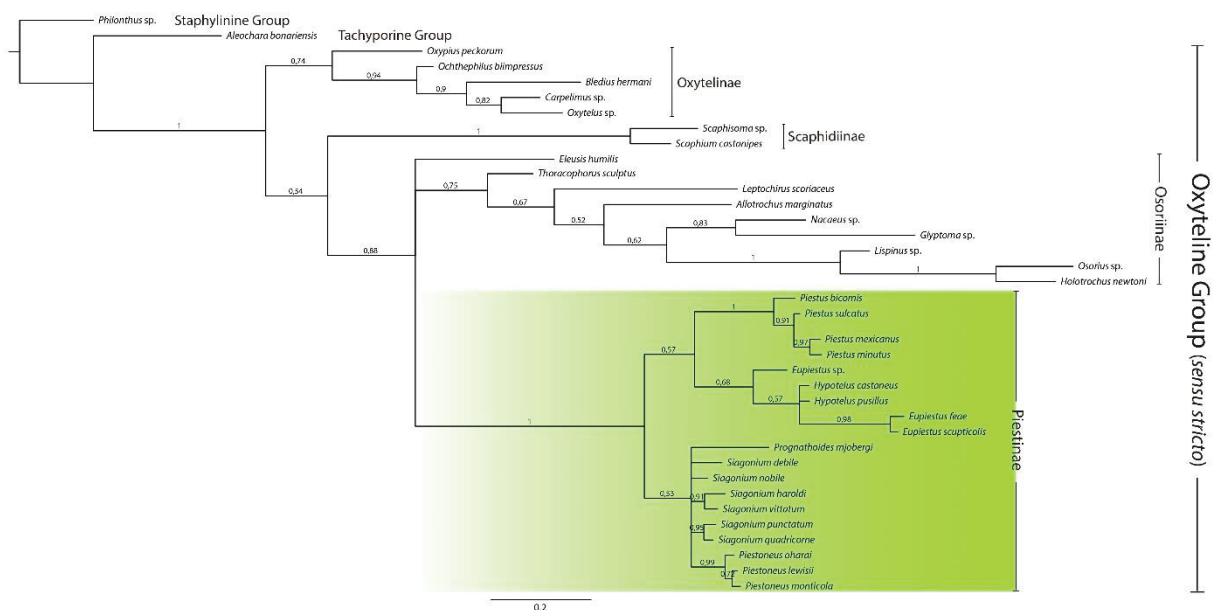 Philonthus sp. Staphylinine Group
Aleochara bonariensis Tachyporine Group
0,74
Oxypius peckorum
0,94
Ochthephilus blimpressus
0,9
Bledius hermani
0,82
Carpelimus sp.
Oxytelus sp.
Oxytelinae
1
1
Scaphisoma sp.
Scaphium castanipes
Scaphidiinae
0,54
Eleusis humilis
0,75
Thoracophorus sculptus
0,67
Leptochirus scoriaceus
0.52
Allotrochus marginatus
0,62
0,83
Nacaeus sp.
Glyptoma sp.
1
Lispinus sp.
1
Osorius sp.
Holotrochus newtoni
Osoriinae
0,88
Oxyteline Group (sensu stricto)
Piestus bicornis
1
0,91
Piestus sulcatus
0,97
Piestus mexicanus
Piestus minutus
0,57
Eupiestus sp.
0,68
0,57
Hypotelus castaneus
Hypotelus pusillus
0,98
Eupiestus feae
Eupiestus scupticolis
1
Piestinae
Prognathoides mjobergi
Siagonium debile
Siagonium nobile
0,53
0,91
Siagonium haroldi
Siagonium vittatum
0,95
Siagonium punctatum
Siagonium quadricorne
0,99
Piestoneus oharai
0,72
Piestoneus lewisii
Piestoneus monticola
0.2